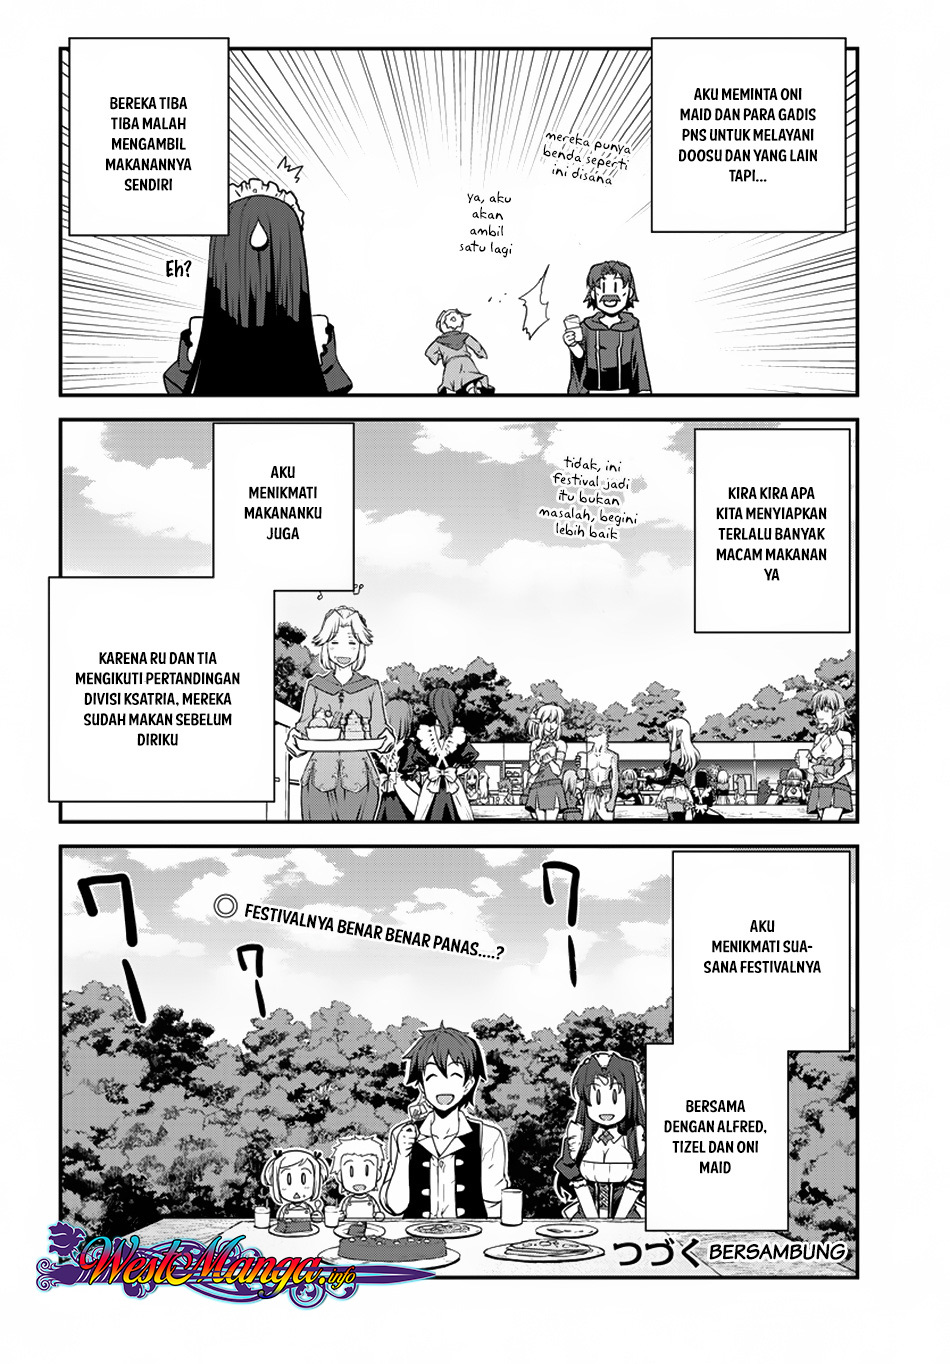 AKU MEMINTA ONI
MAID DAN PARA GADIS
PNS UNTUK MELAYANI
DOOSU DAN YANG LAIN
TAPI...
mereka punya
benda seperti
ini disana
ya, aku
akan
ambil
satu lagi
BEREKA TIBA
TIBA MALAH
MENGAMBIL
MAKANANNYA
SENDIRI
Eh?
KIRA KIRA APA
KITA MENYIAPKAN
TERLALU BANYAK
MACAM MAKANAN
YA
tidak, ini
festival jadi
itu bukan
masalah, begini
lebih baik
AKU
MENIKMATI
MAKANANKU
JUGA
KARENA RU DAN TIA
MENGIKUTI PERTANDINGAN
DIVISI KSATRIA, MEREKA
SUDAH MAKAN SEBELUM
DIRIKU
AKU
MENIKMATI SUA-
SANA FESTIVALNYA
ワー
ワー
ワー
FESTIVALNYA BENAR BENAR PANAS....?
BERSAMA
DENGAN ALFRED,
TIZEL DAN ONI
MAID
つづく BERSAMBUNG
WestManga.info